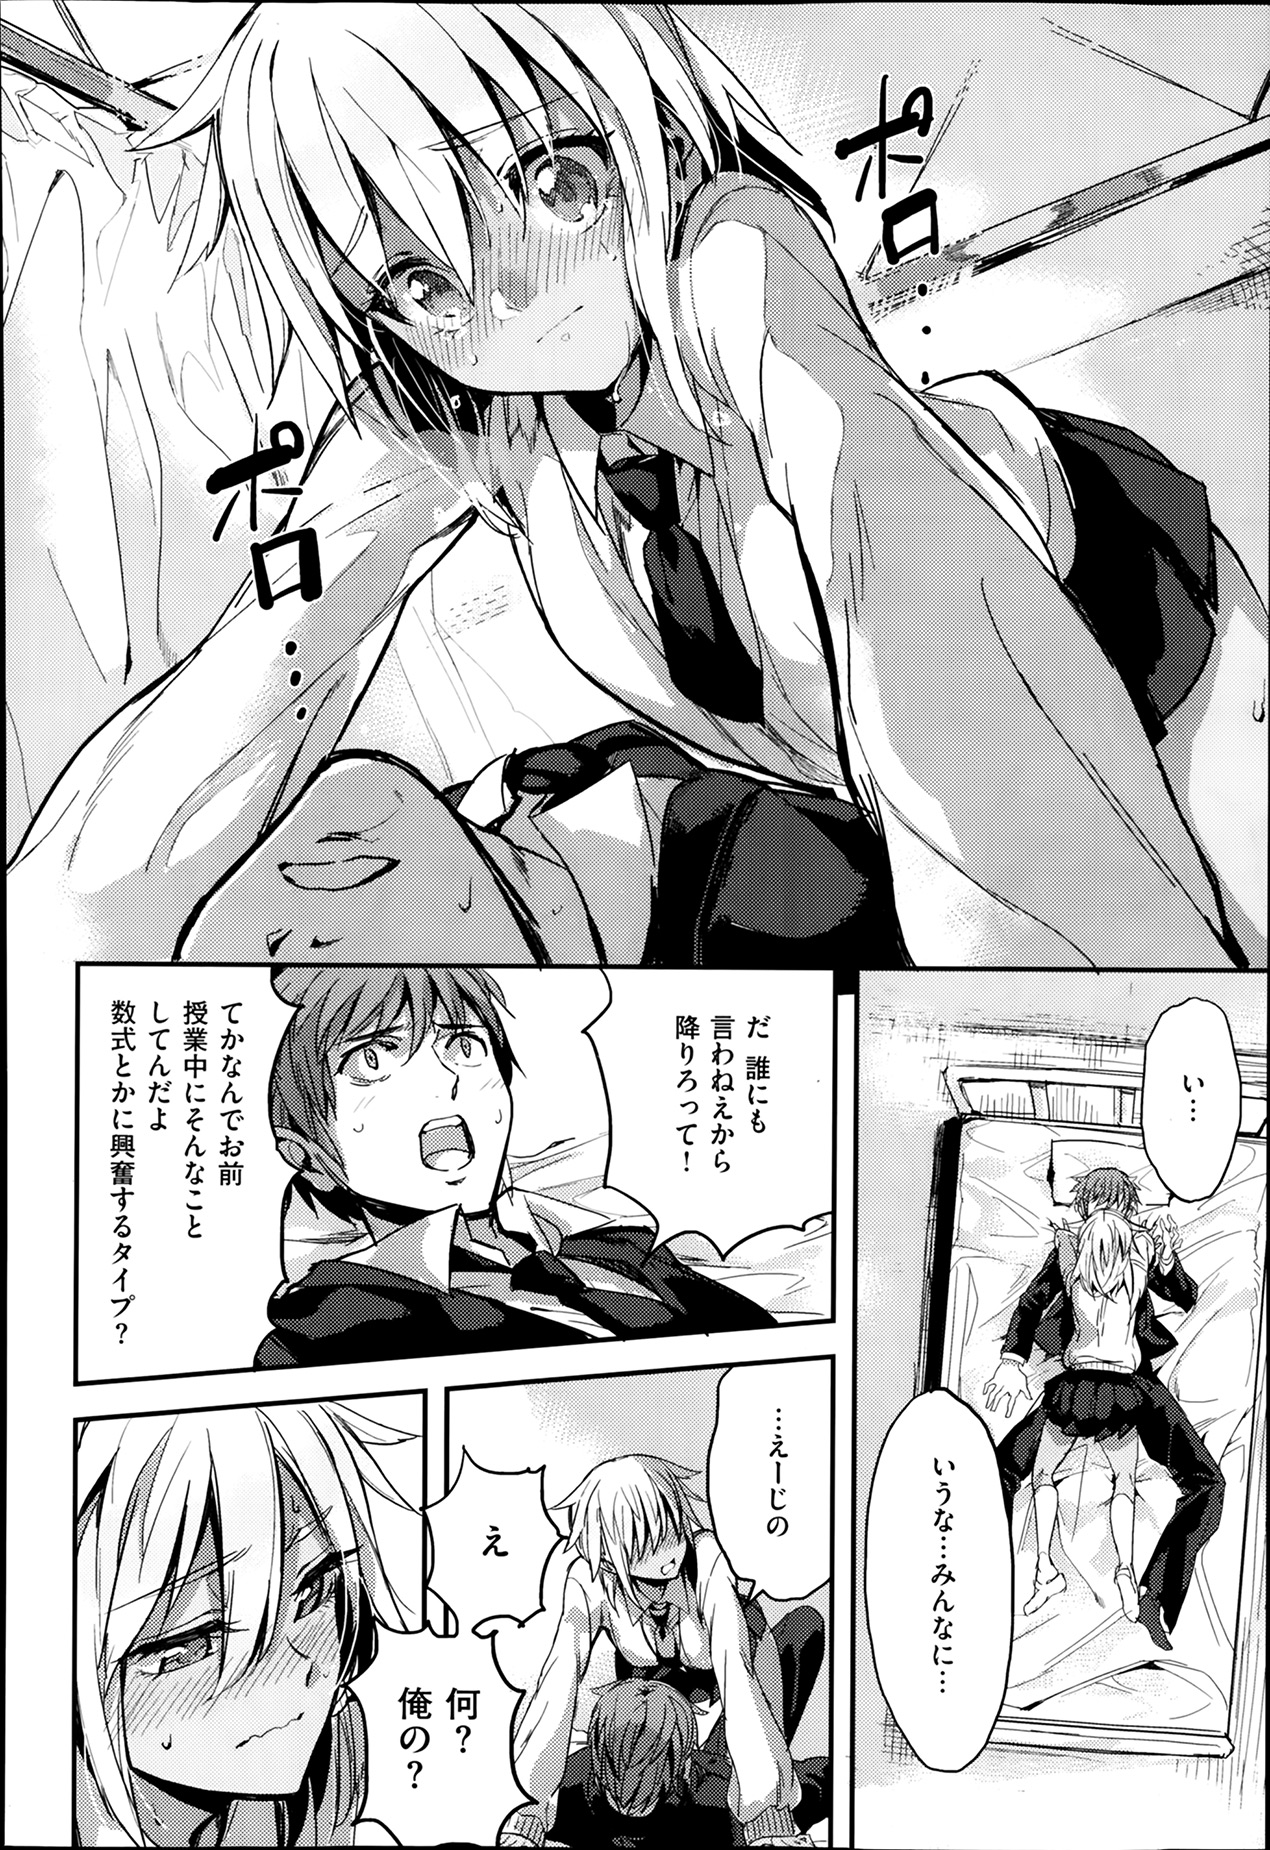 ポロ…
ポロ…
い…
いうな…みんなに…
だ 誰にも
言わねえから
降りろって！
てかなんでお前
授業中にそんなこと
してんだよ
数式とかに興奮するタイプ？
…えーじの
え
何？
俺の？